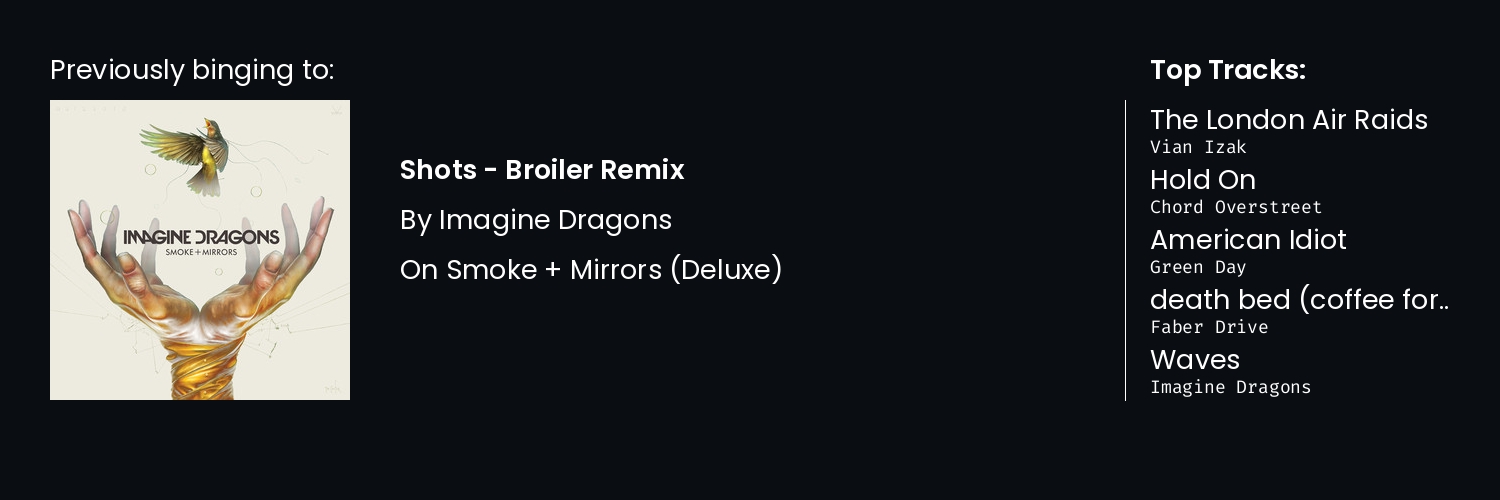 Previously binging to:
IMAGINE DRAGONS
SMOKE+MIRRORS
Shots - Broiler Remix
By Imagine Dragons
On Smoke + Mirrors (Deluxe)
Top Tracks:
The London Air Raids
Vian Izak
Hold On
Chord Overstreet
American Idiot
Green Day
death bed (coffee for..
Faber Drive
Waves
Imagine Dragons